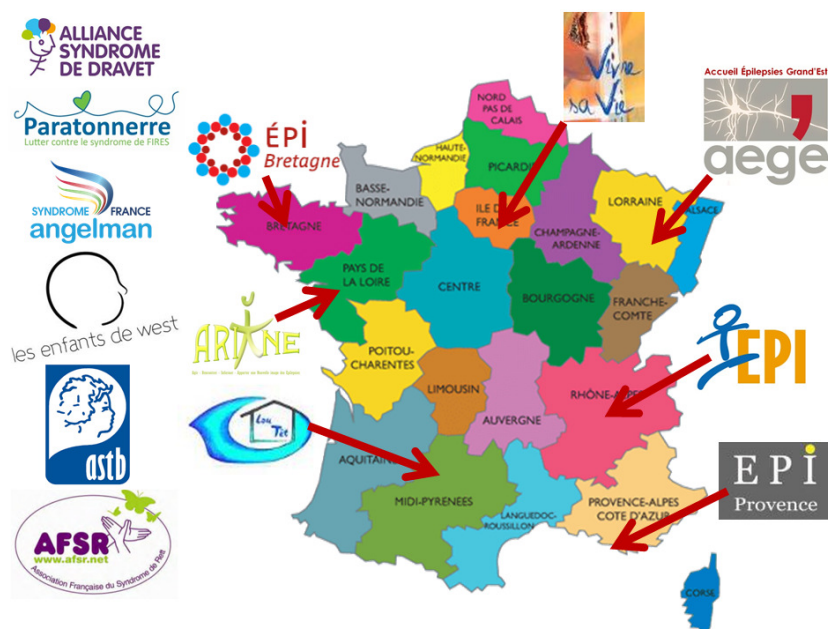 ALLIANCE
SYNDROME
DE DRAVET
Paratonnerre
Lutter contre le syndrome de FIRES
SYNDROME FRANCE
angelman
les enfants de west
astb
AFSR
www.afsr.net
Association Française du Syndrome de Rett
ÉPi
Bretagne
Vivre
sa Vie
Accueil Épilepsies Grand'Est
aege
ARIANE
Lou
Têt
EPI
EPi
Provence
NORD
PAS DE
CALAIS
HAUTE-
NORMANDIE
PICARDIE
BASSE-
NORMANDIE
ILE DE
FRANCE
LORRAINE
ALSACE
CHAMPAGNE-
ARDENNE
BRETAGNE
PAYS DE
LA LOIRE
CENTRE
BOURGOGNE
FRANCHE-
COMTE
POITOU-
CHARENTES
LIMOUSIN
AUVERGNE
RHÔNE-ALPES
AQUITAINE
MIDI-PYRENEES
LANGUEDOC-
ROUSSILLON
PROVENCE-ALPES
COTE D'AZUR
CORSE